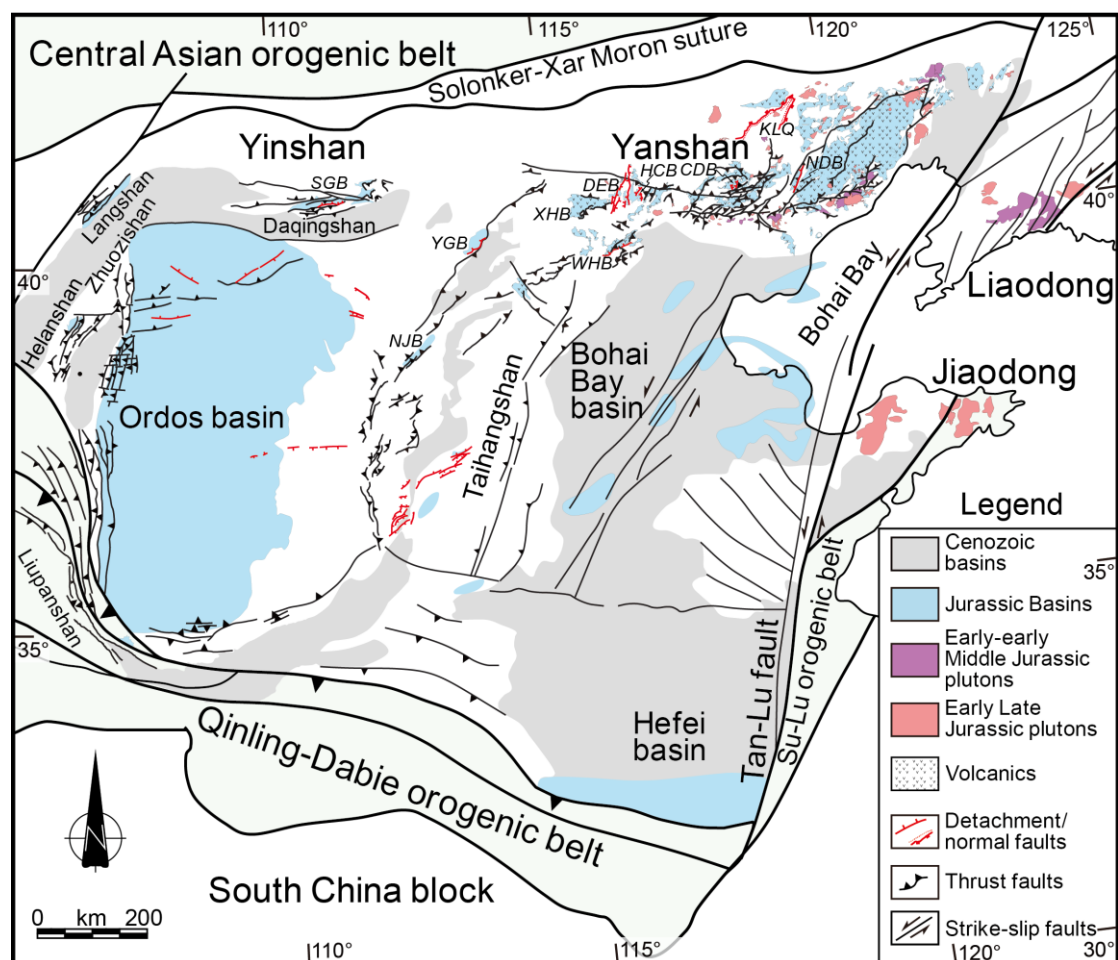 110°
115°
120°
125°
Central Asian orogenic belt
Solonker-Xar Moron suture
Yinshan
Yanshan
KLQ
NDB
HCB
CDB
DEB
XHB
SGB
Langshan
Daqingshan
YGB
WHB
Zhuozishan
40°
40°
Helanshan
Bohai Bay
Liaodong
NJB
Bohai
Bay
basin
Jiaodong
Ordos basin
Taihangshan
Liupanshan
35°
35°
Tan-Lu fault
Su-Lu orogenic belt
Hefei
basin
Qinling-Dabie orogenic belt
South China block
N
0 km 200
110°
115°
120°
30°
Legend
Cenozoic
basins
Jurassic Basins
Early-early
Middle Jurassic
plutons
Early Late
Jurassic plutons
Volcanics
Detachment/
normal faults
Thrust faults
Strike-slip faults